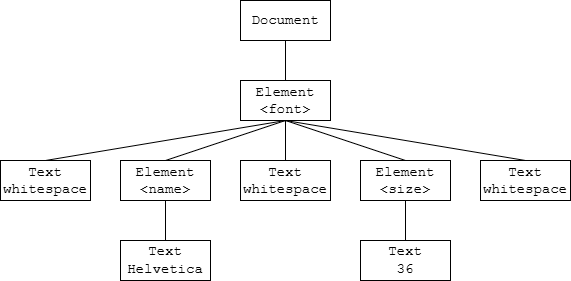 Document
Element
<font>
Text
whitespace
Element
<name>
Text
whitespace
Element
<size>
Text
whitespace
Text
Helvetica
Text
36